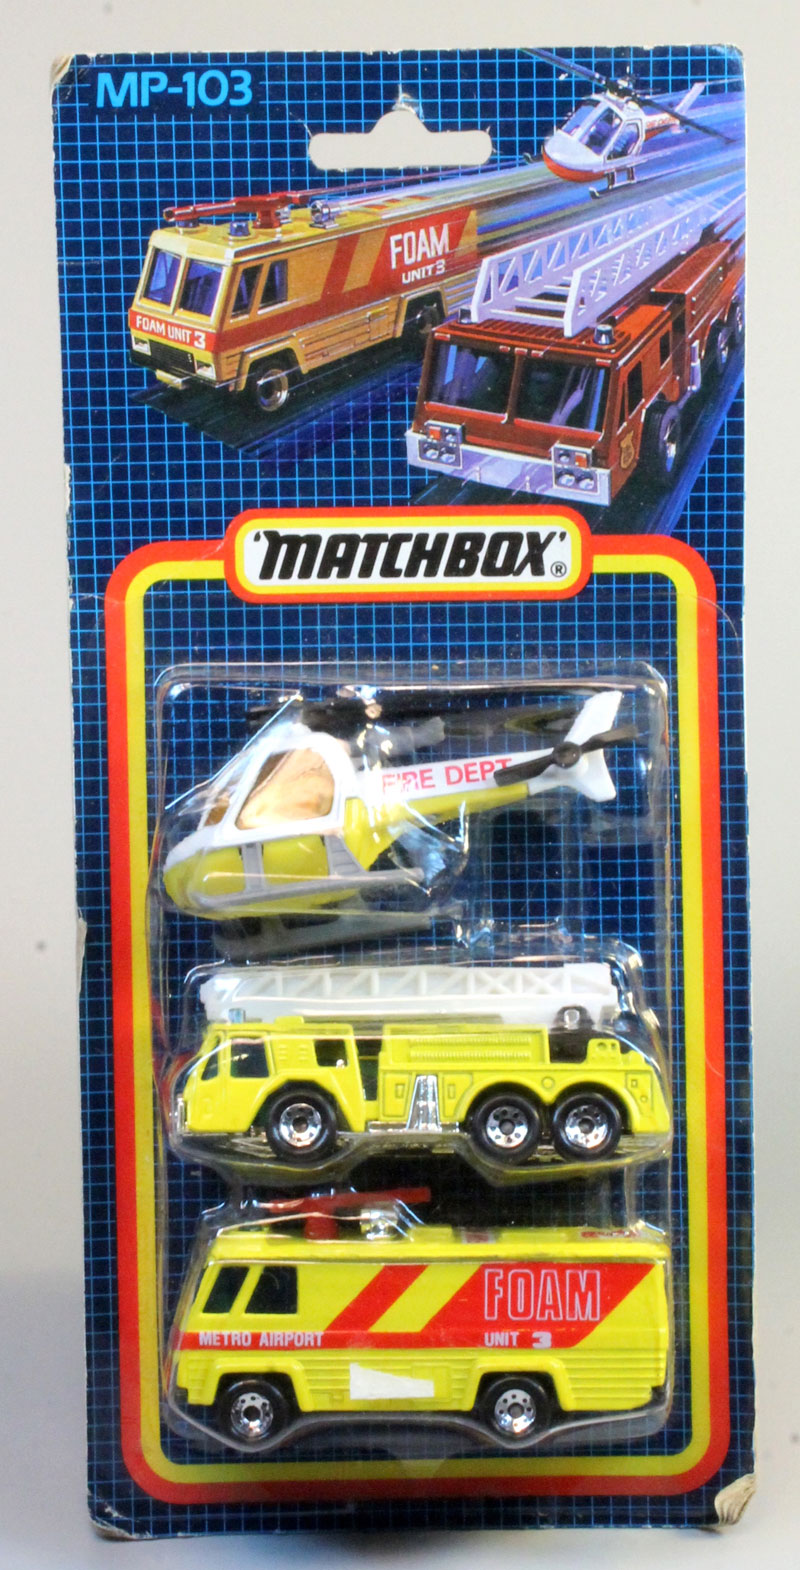 MP-103
FOAM
UNIT 3
FOAM UNIT 3
'MATCHBOX'®
FIRE DEPT
FOAM
METRO AIRPORT
UNIT 3